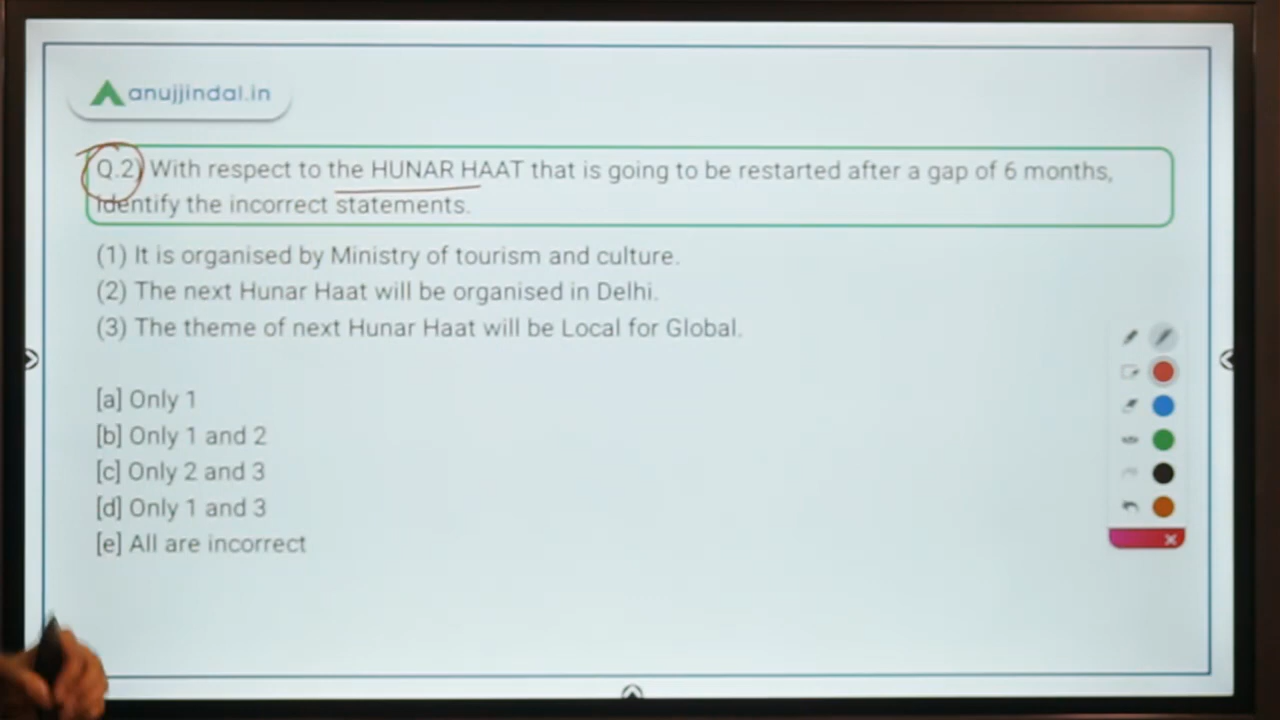 anujjindal.in
Q.2) With respect to the HUNAR HAAT that is going to be restarted after a gap of 6 months,
identify the incorrect statements.
(1) It is organised by Ministry of tourism and culture.
(2) The next Hunar Haat will be organised in Delhi.
(3) The theme of next Hunar Haat will be Local for Global.
[a] Only 1
[b] Only 1 and 2
[c] Only 2 and 3
[d] Only 1 and 3
[e] All are incorrect